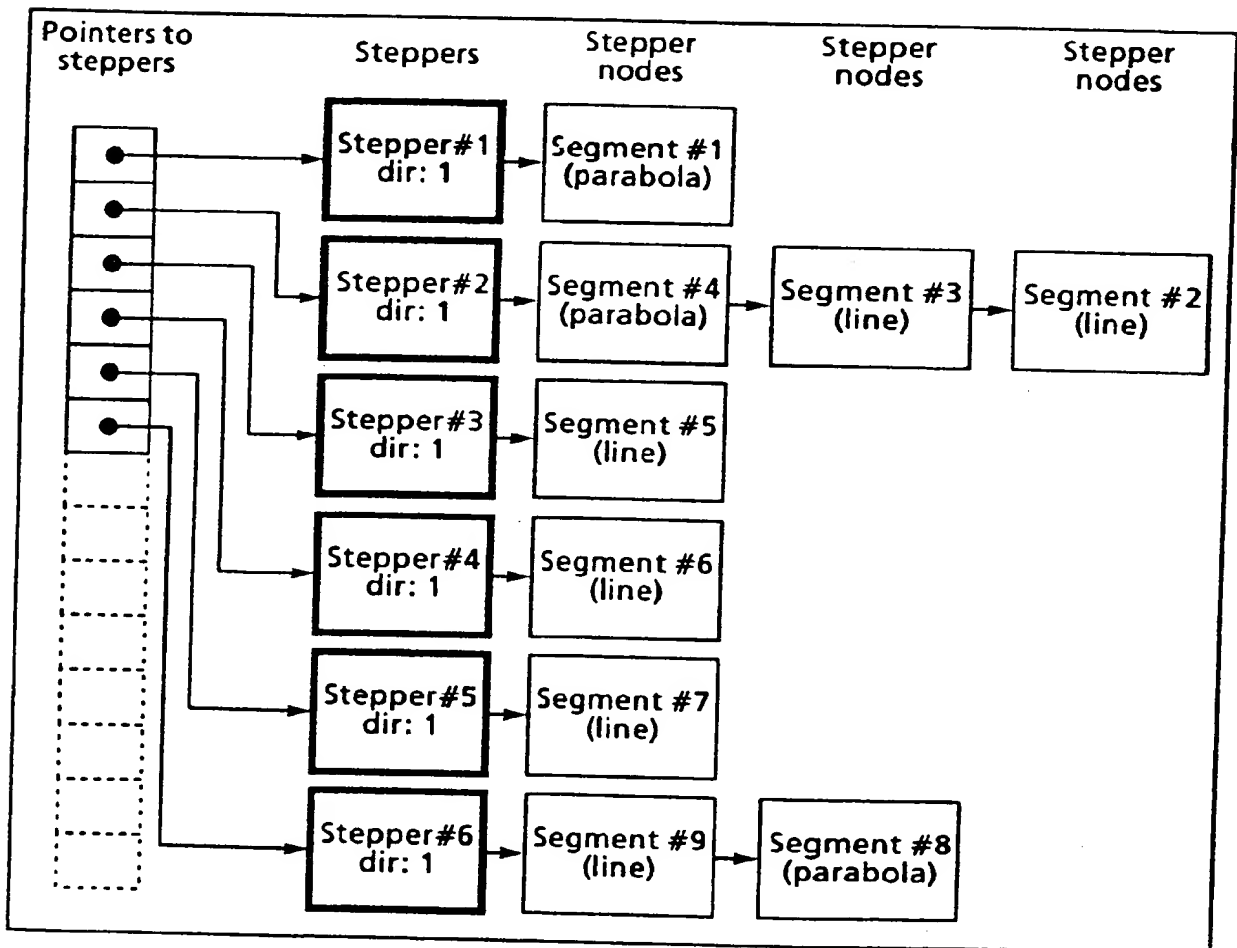 Pointers to
steppers
Steppers
Stepper
nodes
Stepper
nodes
Stepper
nodes
Stepper#1
dir: 1
Segment #1
(parabola)
Stepper#2
dir: 1
Segment #4
(parabola)
Segment #3
(line)
Segment #2
(line)
Stepper#3
dir: 1
Segment #5
(line)
Stepper#4
dir: 1
Segment #6
(line)
Stepper#5
dir: 1
Segment #7
(line)
Stepper#6
dir: 1
Segment #9
(line)
Segment #8
(parabola)